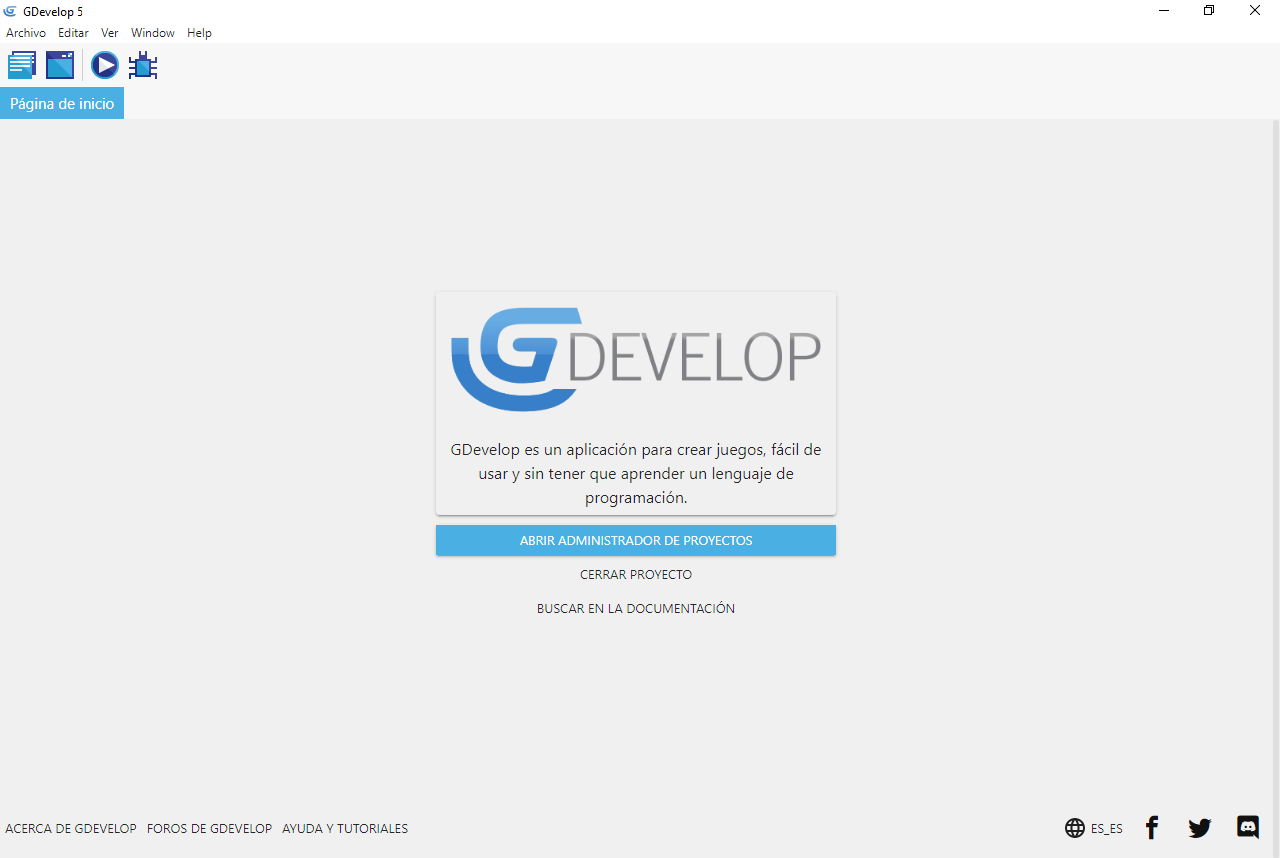 GDevelop 5
Archivo Editar Ver Window Help
Página de inicio
GDEVELOP
GDevelop es un aplicación para crear juegos, fácil de
usar y sin tener que aprender un lenguaje de
programación.
ABRIR ADMINISTRADOR DE PROYECTOS
CERRAR PROYECTO
BUSCAR EN LA DOCUMENTACIÓN
ACERCA DE GDEVELOP FOROS DE GDEVELOP AYUDA Y TUTORIALES ES_ES